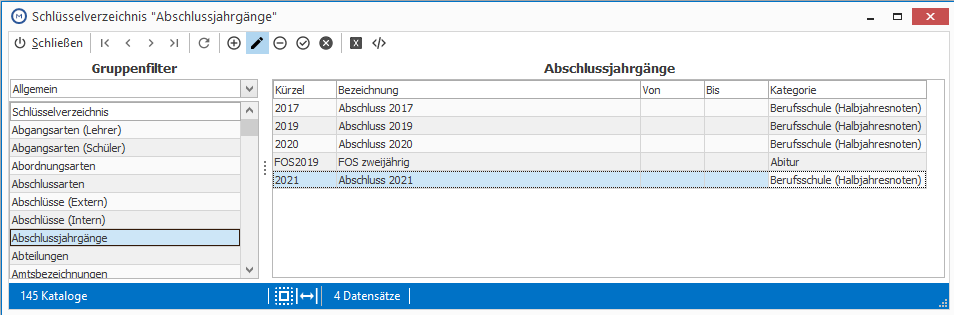 Schlüsselverzeichnis "Abschlussjahrgänge"
Schließen
Gruppenfilter
Allgemein
Schlüsselverzeichnis
Abgangsarten (Lehrer)
Abgangsarten (Schüler)
Abordnungsarten
Abschlussarten
Abschlüsse (Extern)
Abschlüsse (Intern)
Abschlussjahrgänge
Abteilungen
Amtsbezeichnungen
Abschlussjahrgänge
Kürzel Bezeichnung Von Bis Kategorie
2017 Abschluss 2017 Berufsschule (Halbjahresnoten)
2019 Abschluss 2019 Berufsschule (Halbjahresnoten)
2020 Abschluss 2020 Berufsschule (Halbjahresnoten)
FOS2019 FOS zweijährig Abitur
2021 Abschluss 2021 Berufsschule (Halbjahresnoten)
145 Kataloge 4 Datensätze